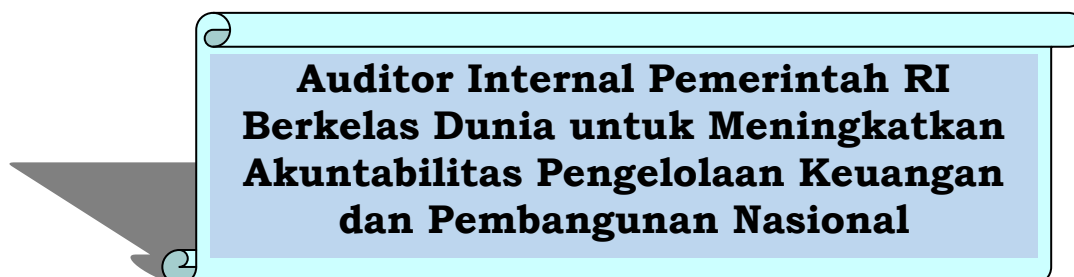 Auditor Internal Pemerintah RI
Berkelas Dunia untuk Meningkatkan
Akuntabilitas Pengelolaan Keuangan
dan Pembangunan Nasional